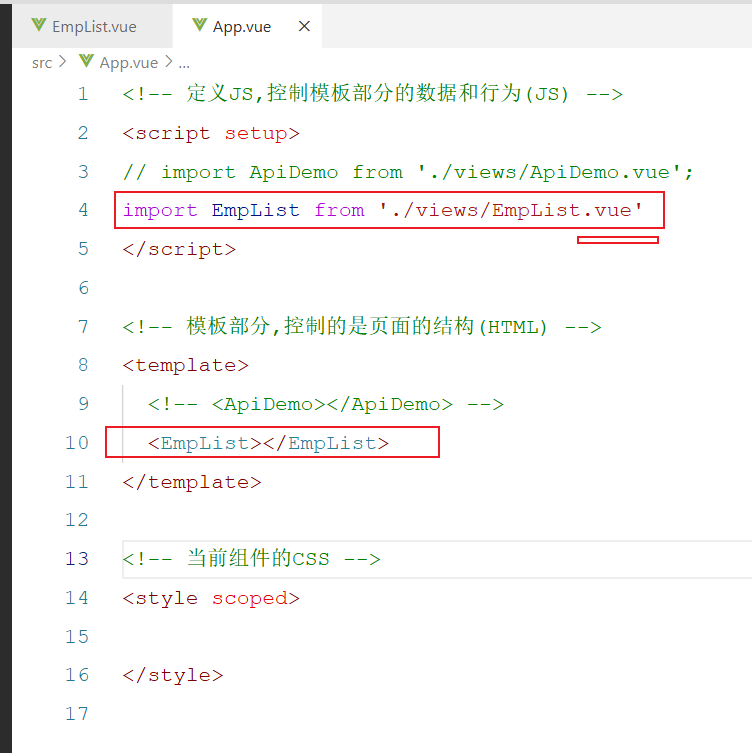 EmpList.vue App.vue ×
src > App.vue > ...
1 <!-- 定义JS,控制模板部分的数据和行为(JS) -->
2 <script setup>
3 // import ApiDemo from './views/ApiDemo.vue';
4 import EmpList from './views/EmpList.vue'
5 </script>
6
7 <!-- 模板部分,控制的是页面的结构(HTML) -->
8 <template>
9 <!-- <ApiDemo></ApiDemo> -->
10 <EmpList></EmpList>
11 </template>
12
13 <!-- 当前组件的CSS -->
14 <style scoped>
15
16 </style>
17